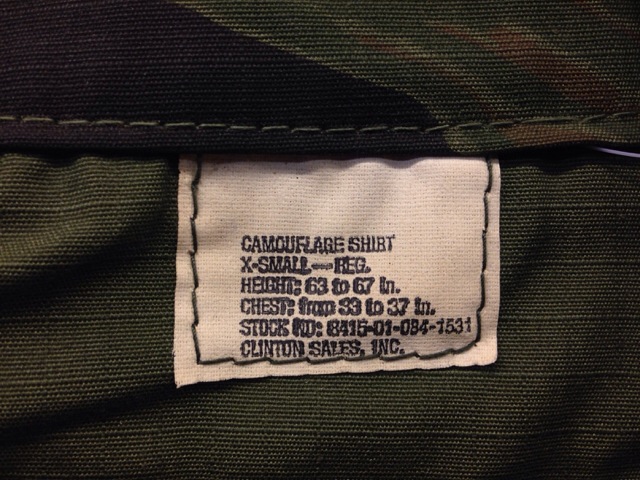 CAMOUFLAGE SHIRT
X-SMALL—REG.
HEIGHT: 63 to 67 in.
CHEST: from 33 to 37 in.
STOCK NO: 8415-01-084-1531
CLINTON SALES, INC.